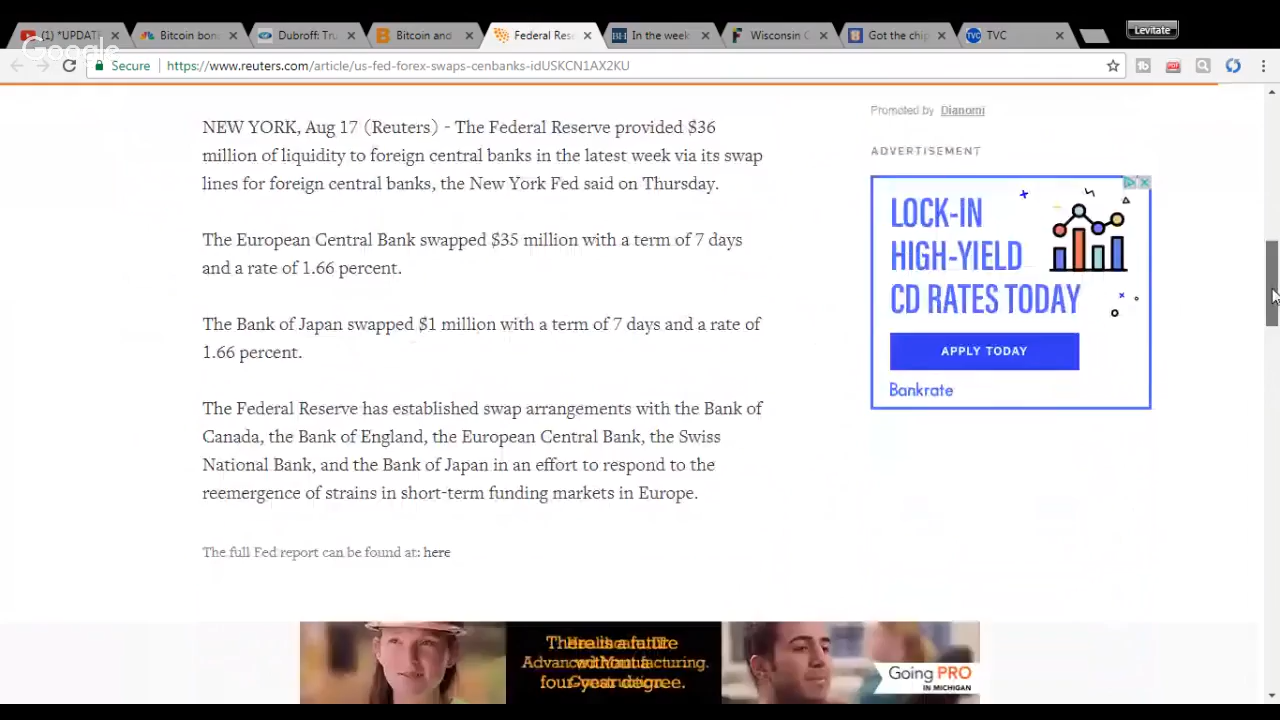 (1) *UPDAT
Bitcoin bon
Dubroff: Tru
Bitcoin and
Federal Res
In the week
Wisconsin G
Got the chip
TVC
Levitate
Google
Secure
https://www.reuters.com/article/us-fed-forex-swaps-cenbanks-idUSKCN1AX2KU
NEW YORK, Aug 17 (Reuters) - The Federal Reserve provided $36
million of liquidity to foreign central banks in the latest week via its swap
lines for foreign central banks, the New York Fed said on Thursday.
The European Central Bank swapped $35 million with a term of 7 days
and a rate of 1.66 percent.
The Bank of Japan swapped $1 million with a term of 7 days and a rate of
1.66 percent.
The Federal Reserve has established swap arrangements with the Bank of
Canada, the Bank of England, the European Central Bank, the Swiss
National Bank, and the Bank of Japan in an effort to respond to the
reemergence of strains in short-term funding markets in Europe.
The full Fed report can be found at: here
Promoted by Dianomi
ADVERTISEMENT
LOCK-IN
HIGH-YIELD
CD RATES TODAY
APPLY TODAY
Bankrate
There is a future
without a
four-year degree.
Going PRO
IN MICHIGAN